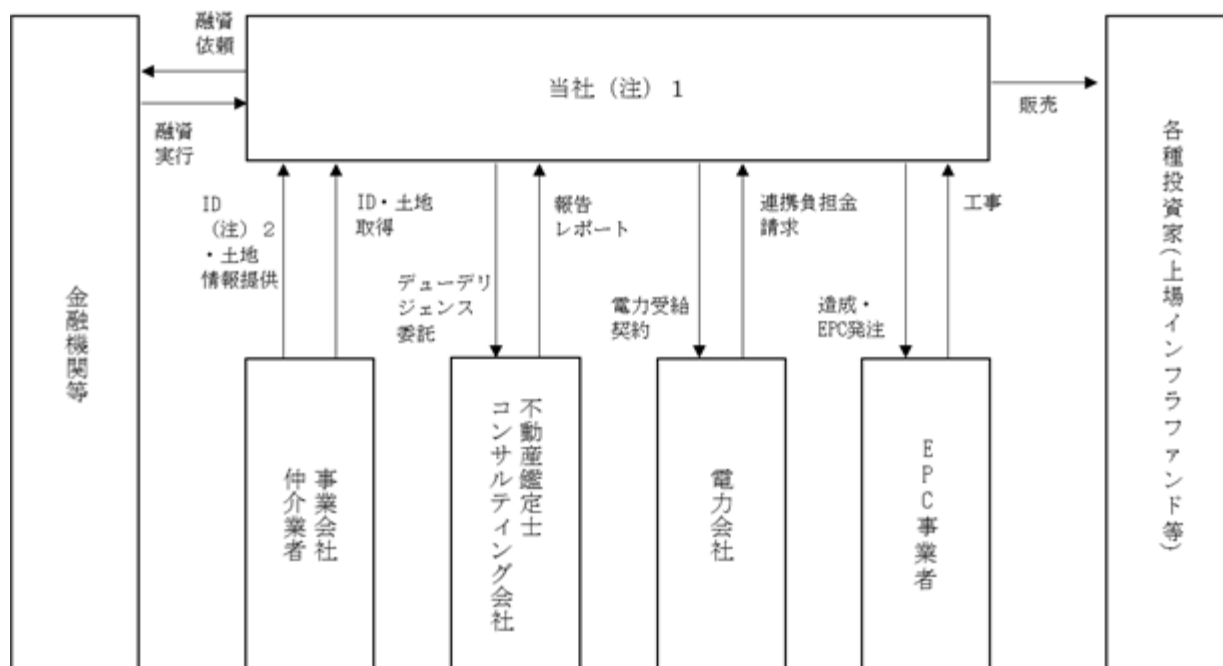 融資
依頼
当社（注）１
販売
融資
実行
ID
（注）２
・土地
情報提供
ID・土地
取得
デューデリ
ジェンス
委託
報告
レポート
電力受給
契約
連携負担金
請求
造成・
EPC発注
工事
金融機関等
事業会社
仲介業者
不動産鑑定士
コンサルティング会社
電力会社
EPC事業者
各種投資家(上場インフラファンド等)